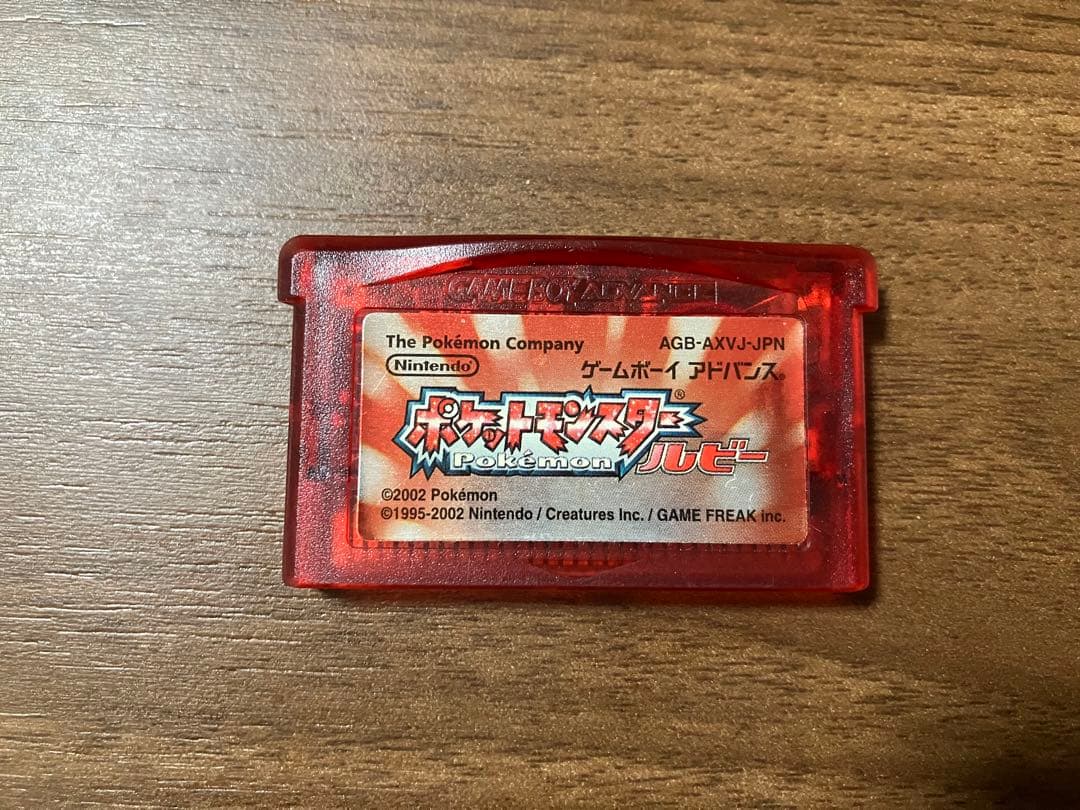 GAME BOY ADVANCE
The Pokémon Company AGB-AXVJ-JPN
Nintendo ゲームボーイ アドバンス®
ポケットモンスター®
Pokémon ルビー
©2002 Pokémon
©1995-2002 Nintendo / Creatures Inc. / GAME FREAK inc.